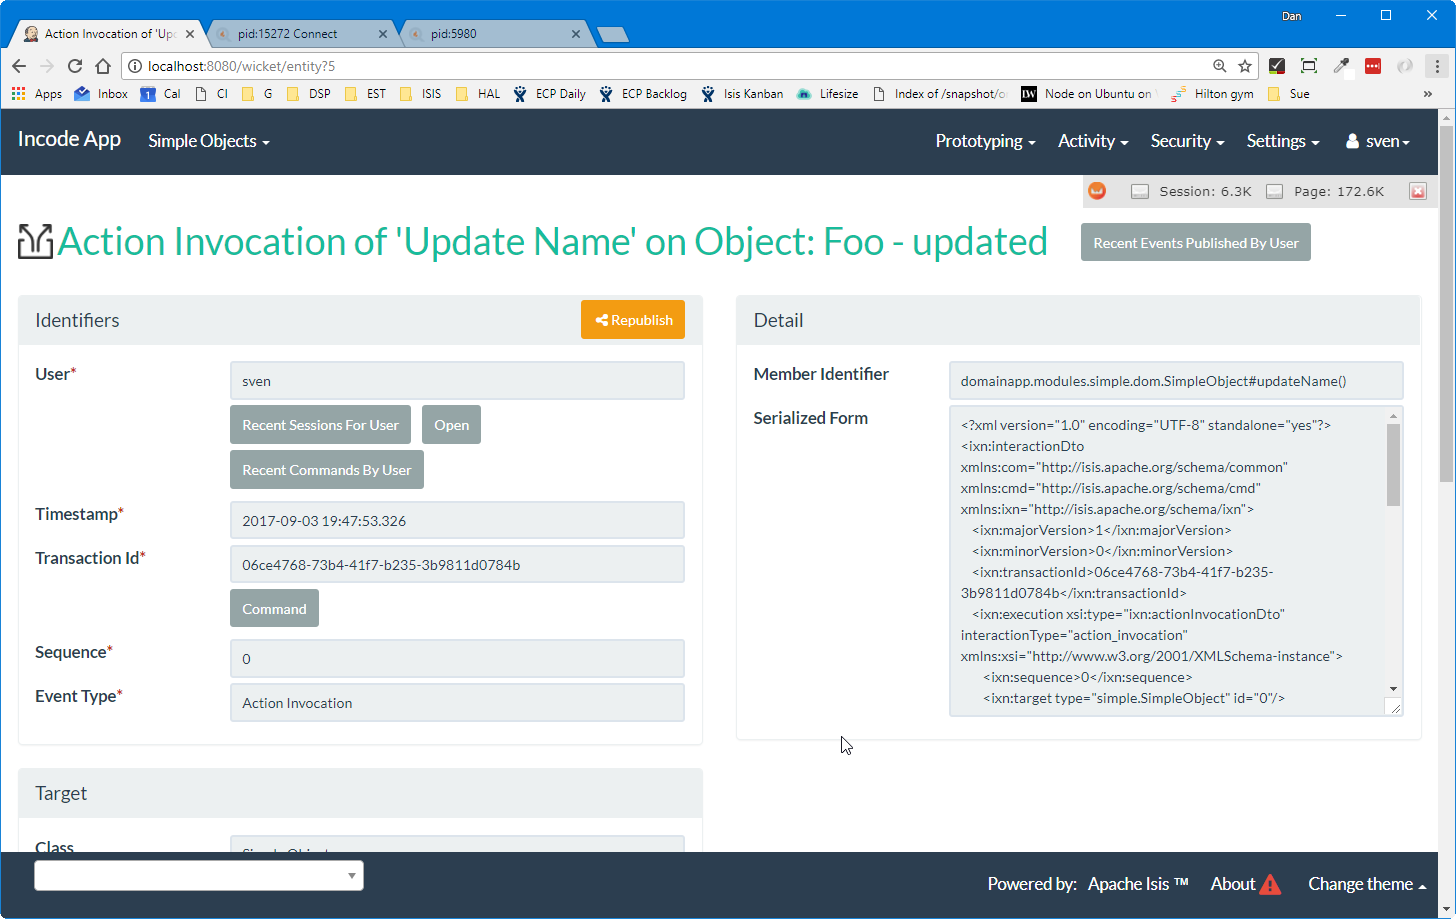 Dan
Action Invocation of 'Upd
pid:15272 Connect
pid:5980
localhost:8080/wicket/entity?5
Apps
Inbox
1 Cal
CI
G
DSP
EST
ISIS
HAL
ECP Daily
ECP Backlog
Isis Kanban
Lifesize
Index of /snapshot/o
LW Node on Ubuntu on
Hilton gym
Sue
»
Incode App
Simple Objects
Prototyping
Activity
Security
Settings
sven
Session: 6.3K
Page: 172.6K
Action Invocation of 'Update Name' on Object: Foo - updated
Recent Events Published By User
Identifiers
Republish
User*
sven
Recent Sessions For User
Open
Recent Commands By User
Timestamp*
2017-09-03 19:47:53.326
Transaction Id*
06ce4768-73b4-41f7-b235-3b9811d0784b
Command
Sequence*
0
Event Type*
Action Invocation
Detail
Member Identifier
domainapp.modules.simple.dom.SimpleObject#updateName()
Serialized Form
<?xml version="1.0" encoding="UTF-8" standalone="yes"?>
<ixn:interactionDto
xmlns:com="http://isis.apache.org/schema/common"
xmlns:cmd="http://isis.apache.org/schema/cmd"
xmlns:ixn="http://isis.apache.org/schema/ixn">
<ixn:majorVersion>1</ixn:majorVersion>
<ixn:minorVersion>0</ixn:minorVersion>
<ixn:transactionId>06ce4768-73b4-41f7-b235-
3b9811d0784b</ixn:transactionId>
<ixn:execution xsi:type="ixn:actionInvocationDto"
interactionType="action_invocation"
xmlns:xsi="http://www.w3.org/2001/XMLSchema-instance">
<ixn:sequence>0</ixn:sequence>
<ixn:target type="simple.SimpleObject" id="0"/>
Target
Class
Powered by: Apache Isis ™
About
Change theme